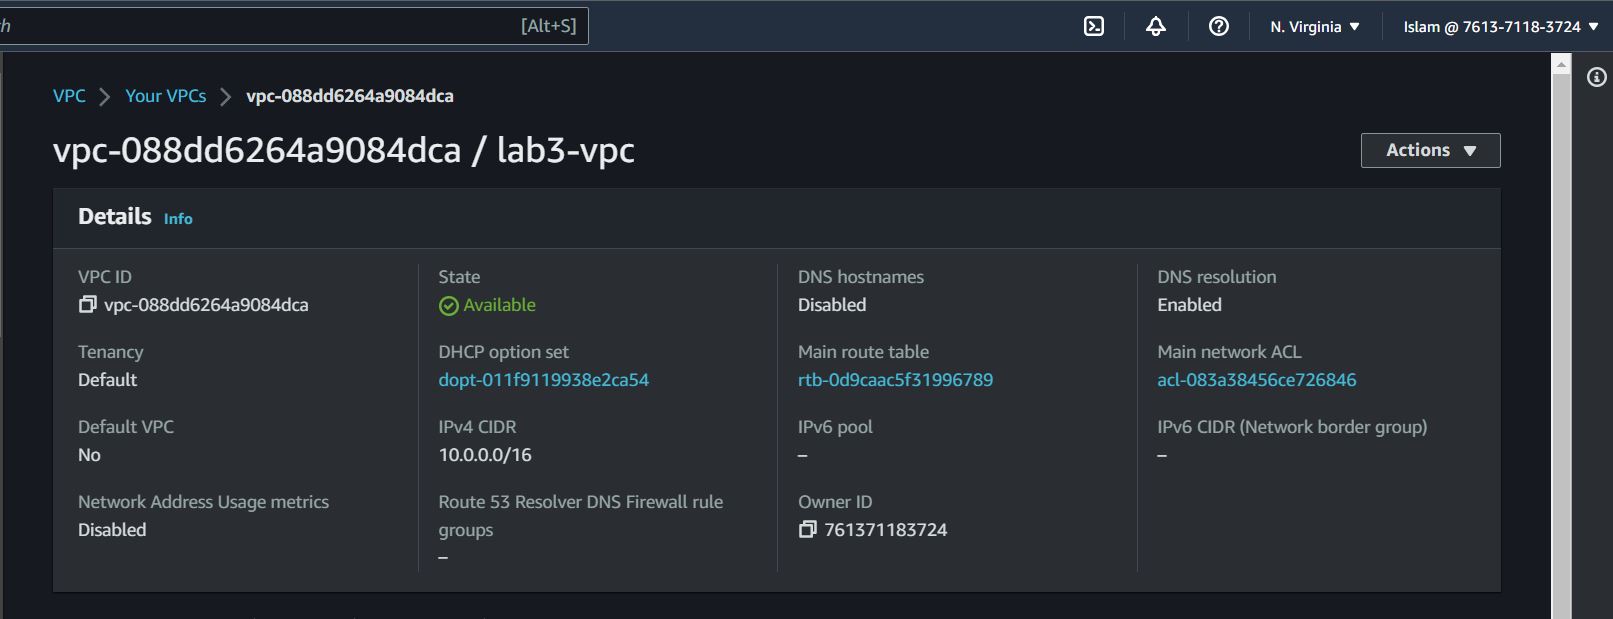 [Alt+S]
N. Virginia
Islam @ 7613-7118-3724
VPC
Your VPCs
vpc-088dd6264a9084dca
vpc-088dd6264a9084dca / lab3-vpc
Actions
Details
Info
VPC ID
vpc-088dd6264a9084dca
State
Available
DNS hostnames
Disabled
DNS resolution
Enabled
Tenancy
Default
DHCP option set
dopt-011f9119938e2ca54
Main route table
rtb-0d9caac5f31996789
Main network ACL
acl-083a38456ce726846
Default VPC
No
IPv4 CIDR
10.0.0.0/16
IPv6 pool
–
IPv6 CIDR (Network border group)
–
Network Address Usage metrics
Disabled
Route 53 Resolver DNS Firewall rule
groups
–
Owner ID
761371183724